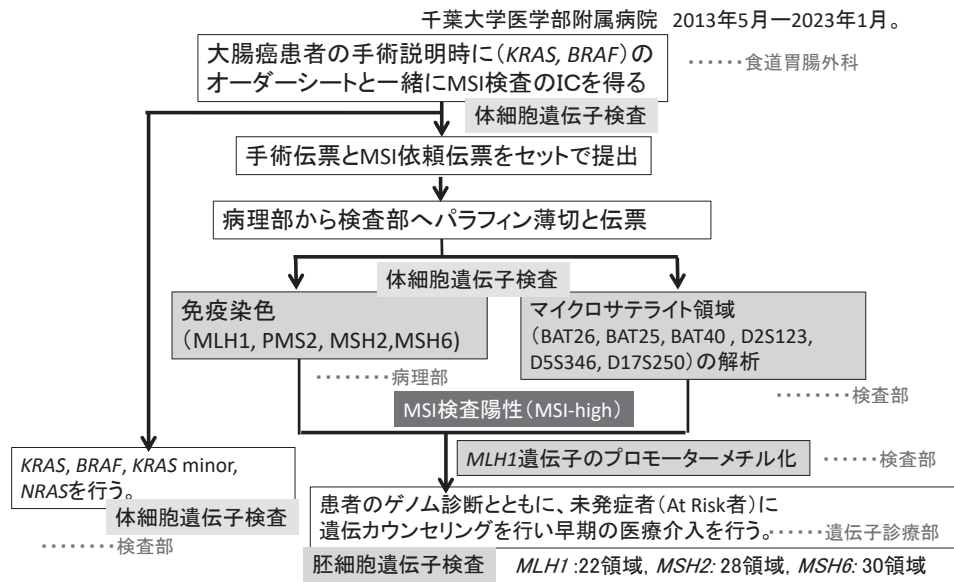 千葉大学医学部附属病院 2013年5月―2023年1月。
大腸癌患者の手術説明時に(KRAS, BRAF)の
オーダーシートと一緒にMSI検査のICを得る
‥‥‥食道胃腸外科
体細胞遺伝子検査
手術伝票とMSI依頼伝票をセットで提出
病理部から検査部へパラフィン薄切と伝票
体細胞遺伝子検査
免疫染色
(MLH1, PMS2, MSH2,MSH6)
‥‥‥‥病理部
マイクロサテライト領域
(BAT26, BAT25, BAT40 , D2S123,
D5S346, D17S250)の解析
‥‥‥‥検査部
MSI検査陽性(MSI-high)
MLH1遺伝子のプロモーターメチル化
‥‥‥検査部
KRAS, BRAF, KRAS minor,
NRASを行う。
体細胞遺伝子検査
‥‥‥‥検査部
患者のゲノム診断とともに、未発症者(At Risk者)に
遺伝カウンセリングを行い早期の医療介入を行う。
‥‥‥遺伝子診療部
胚細胞遺伝子検査
MLH1 :22領域, MSH2: 28領域, MSH6: 30領域